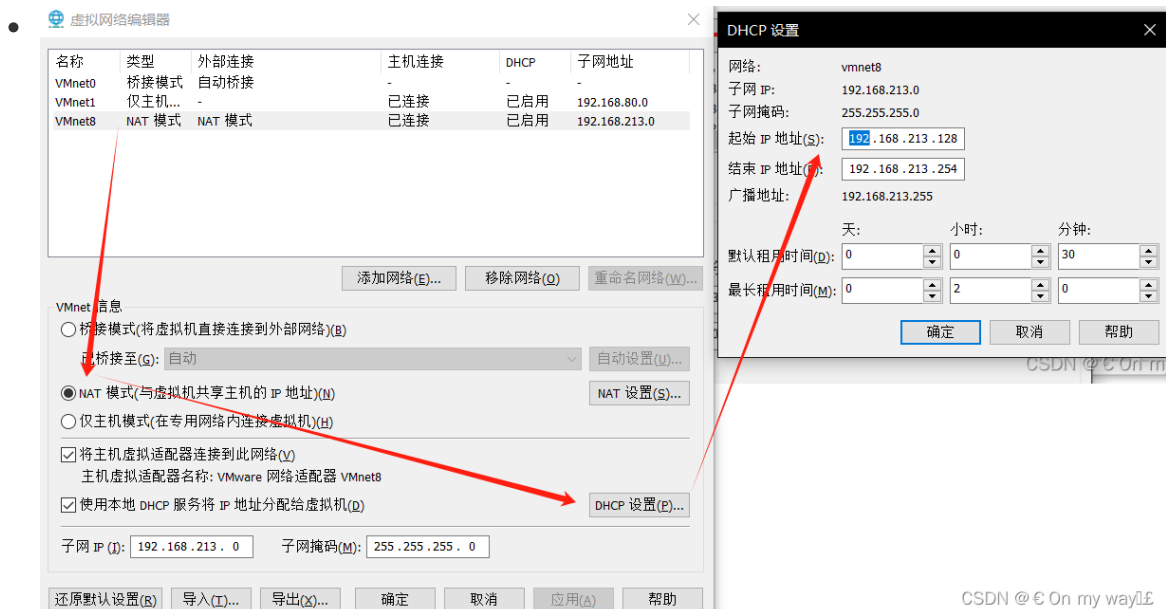 虚拟网络编辑器
名称 类型 外部连接 主机连接 DHCP 子网地址
VMnet0 桥接模式 自动桥接 - - -
VMnet1 仅主机... - 已连接 已启用 192.168.80.0
VMnet8 NAT 模式 NAT 模式 已连接 已启用 192.168.213.0
添加网络(E)... 移除网络(O) 重命名网络(W)...
VMnet 信息
桥接模式(将虚拟机直接连接到外部网络)(B)
已桥接至(G): 自动 自动设置(U)...
NAT 模式(与虚拟机共享主机的 IP 地址)(N) NAT 设置(S)...
仅主机模式(在专用网络内连接虚拟机)(H)
将主机虚拟适配器连接到此网络(V)
主机虚拟适配器名称: VMware 网络适配器 VMnet8
使用本地 DHCP 服务将 IP 地址分配给虚拟机(D) DHCP 设置(P)...
子网 IP (I): 192.168.213. 0 子网掩码(M): 255.255.255. 0
还原默认设置(R) 导入(T)... 导出(X)... 确定 取消 应用(A) 帮助
DHCP 设置
网络: vmnet8
子网 IP: 192.168.213.0
子网掩码: 255.255.255.0
起始 IP 地址(S): 192.168.213.128
结束 IP 地址 192.168.213.254
广播地址: 192.168.213.255
天: 小时: 分钟:
默认租用时间(D): 0 0 30
最长租用时间(M): 0 2 0
确定 取消 帮助
CSDN @€ On m
CSDN @€ On my way